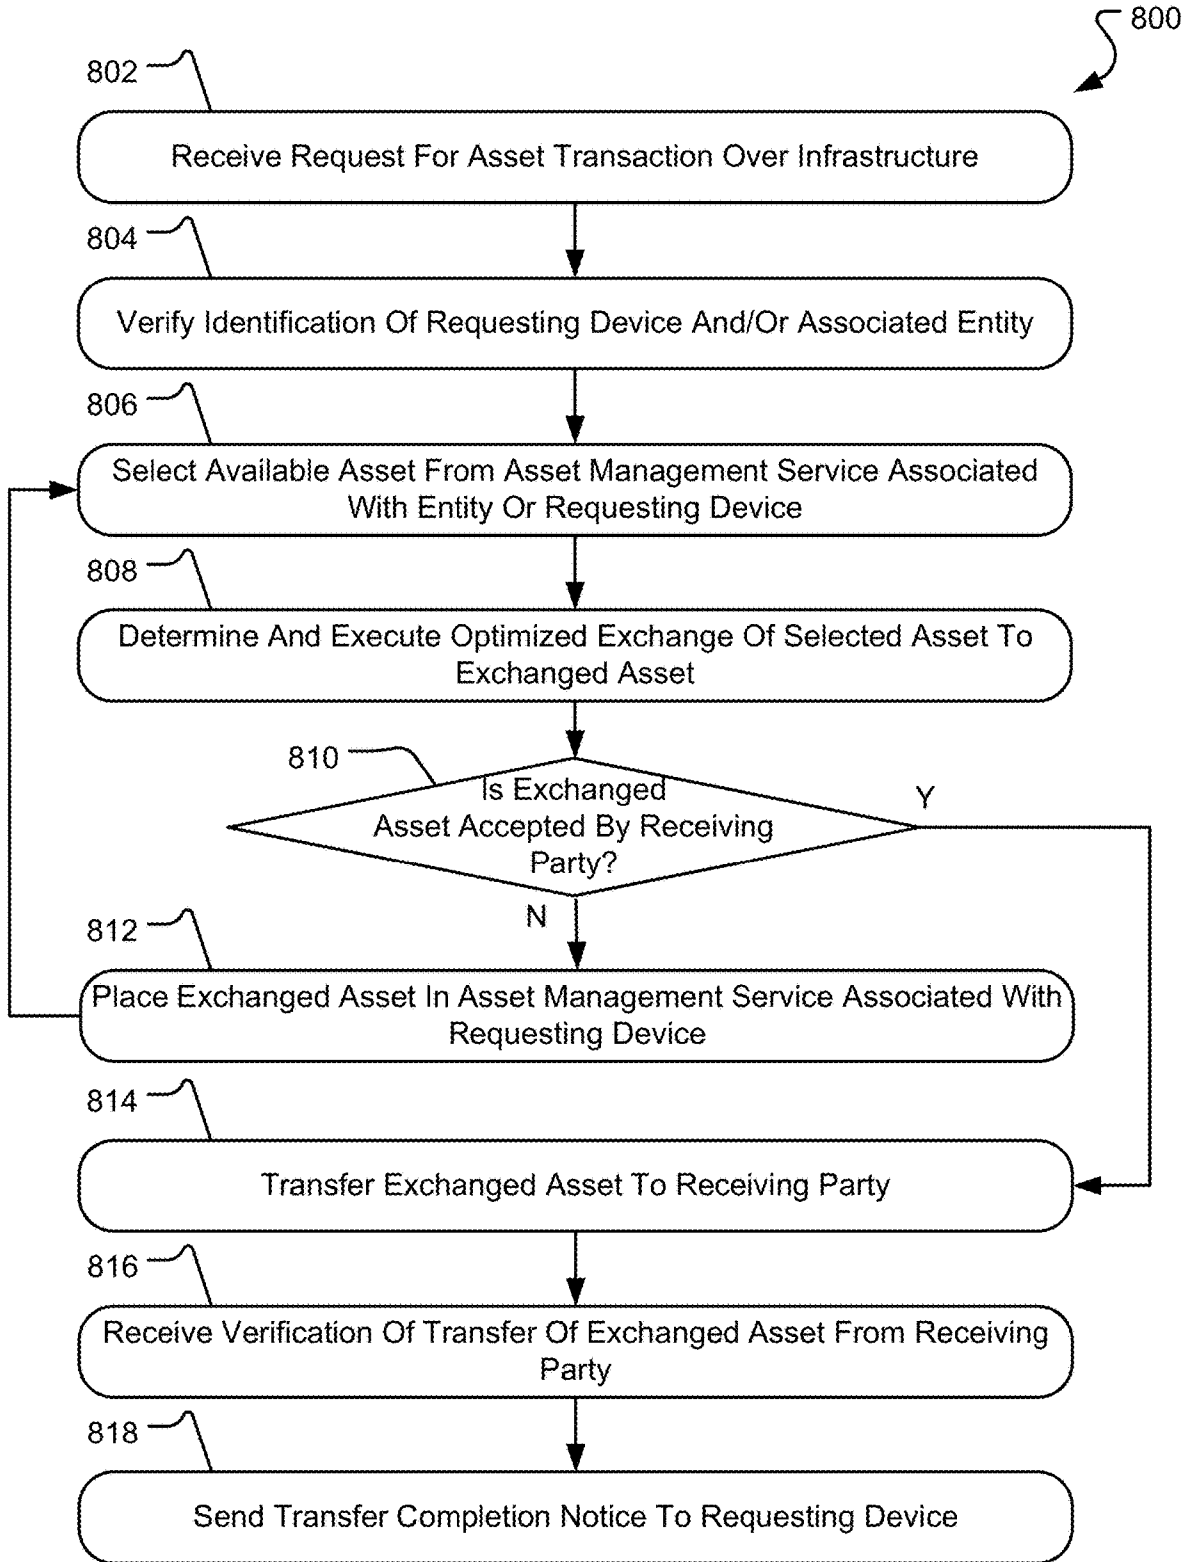 800
802
Receive Request For Asset Transaction Over Infrastructure
804
Verify Identification Of Requesting Device And/Or Associated Entity
806
Select Available Asset From Asset Management Service Associated
With Entity Or Requesting Device
808
Determine And Execute Optimized Exchange Of Selected Asset To
Exchanged Asset
810
Is Exchanged
Asset Accepted By Receiving
Party?
Y
N
812
Place Exchanged Asset In Asset Management Service Associated With
Requesting Device
814
Transfer Exchanged Asset To Receiving Party
816
Receive Verification Of Transfer Of Exchanged Asset From Receiving
Party
818
Send Transfer Completion Notice To Requesting Device